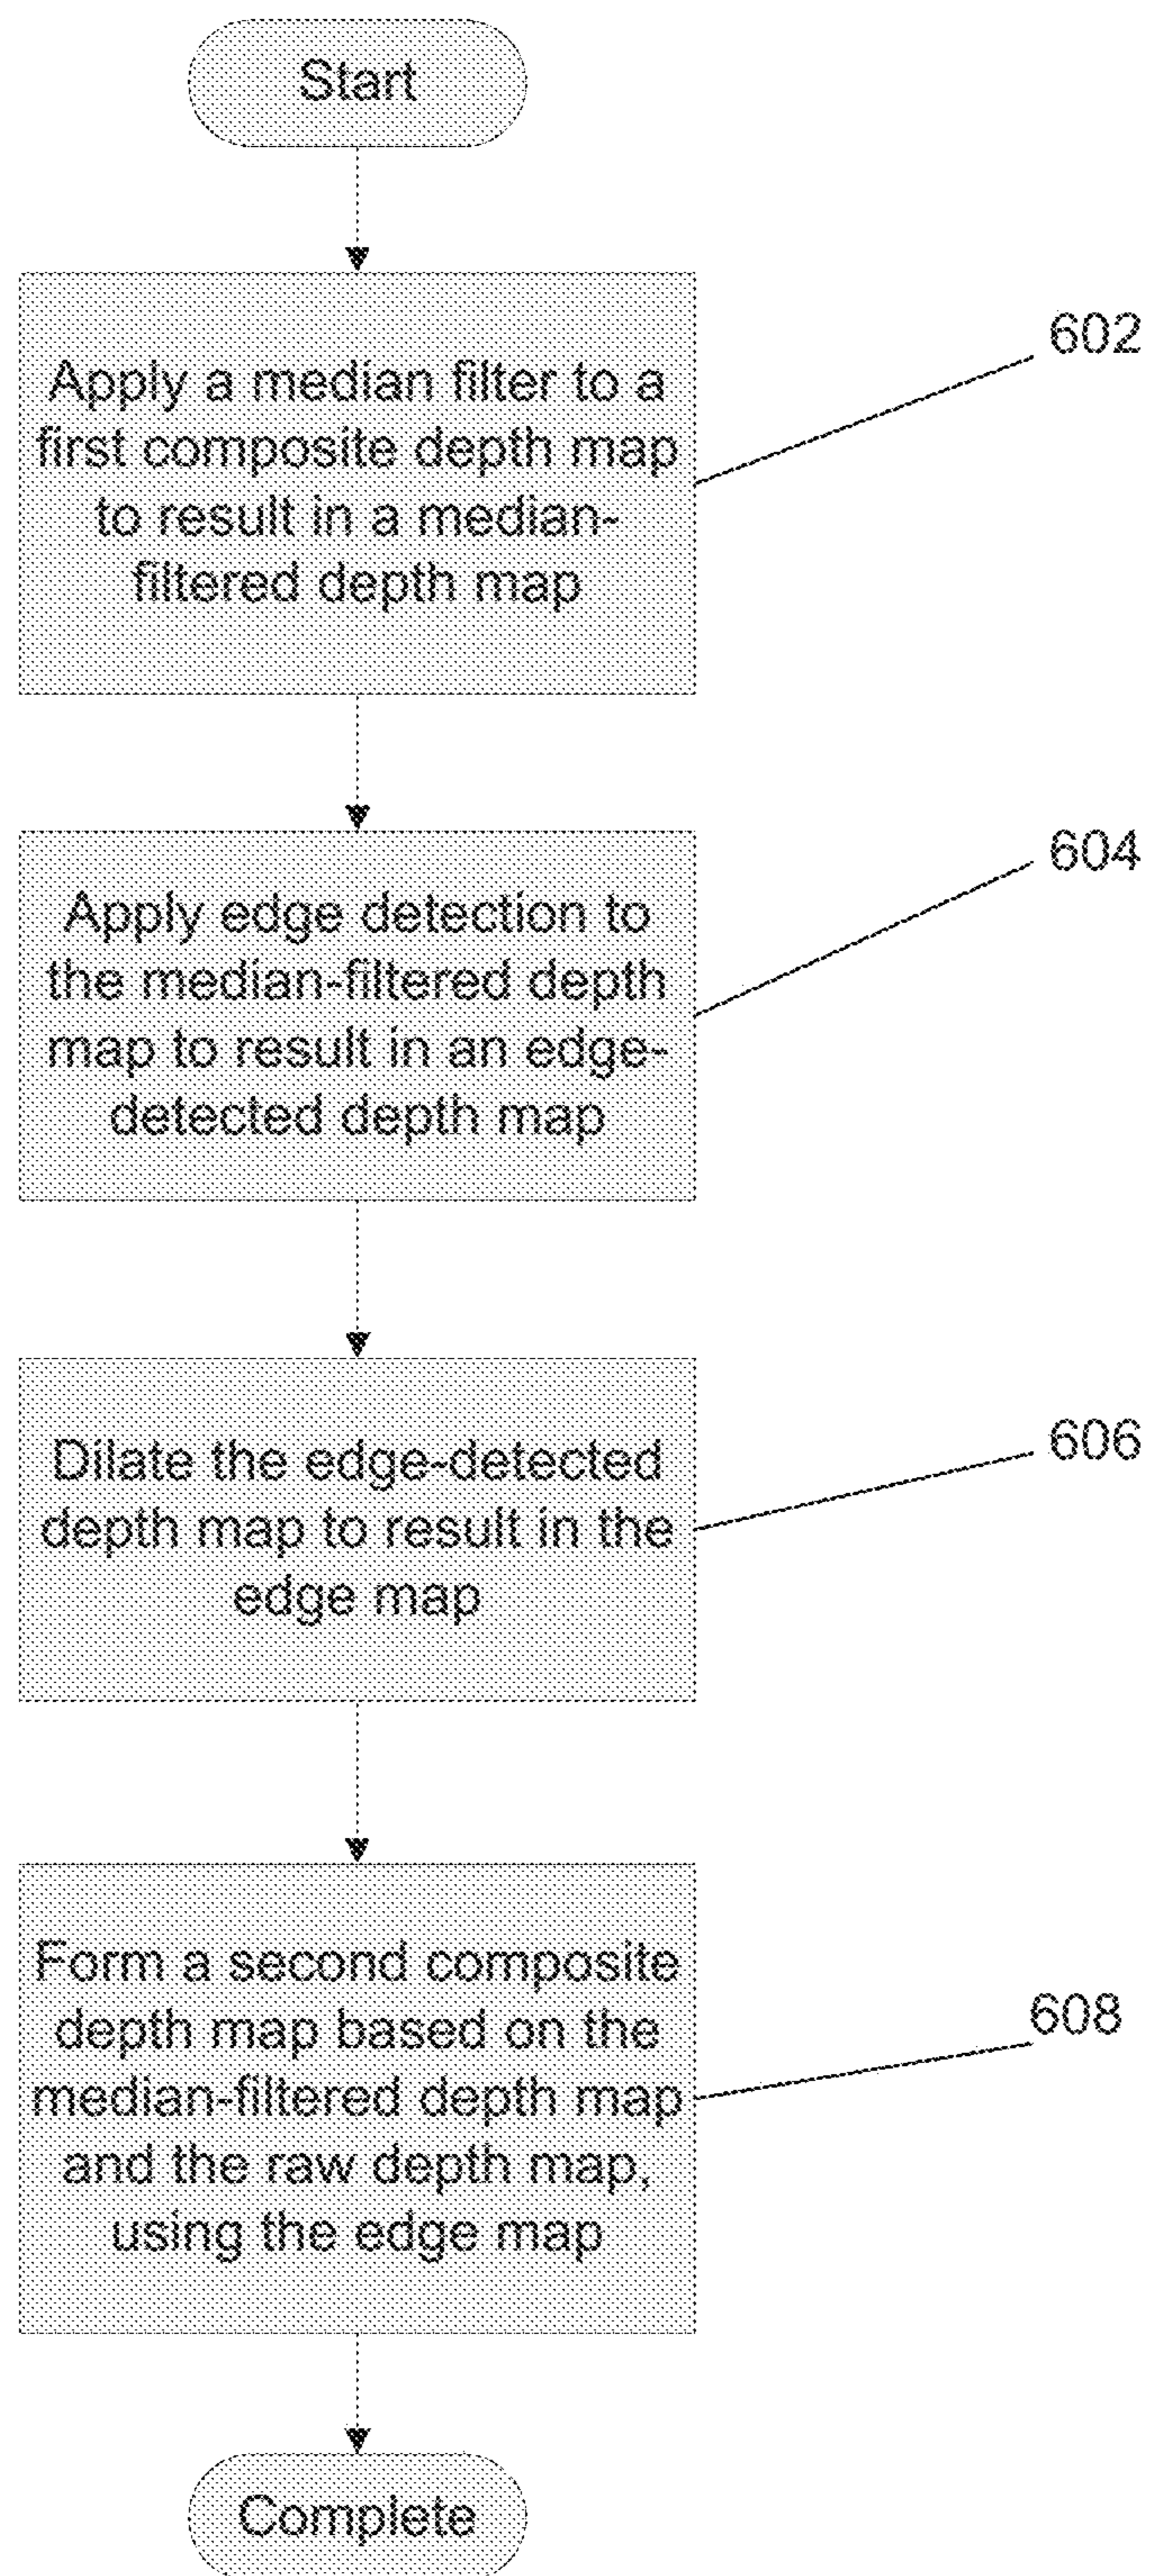 Start
Apply a median filter to a
first composite depth map
to result in a median-
filtered depth map
602
Apply edge detection to
the median-filtered depth
map to result in an edge-
detected depth map
604
Dilate the edge-detected
depth map to result in the
edge map
606
Form a second composite
depth map based on the
median-filtered depth map
and the raw depth map,
using the edge map
608
Complete